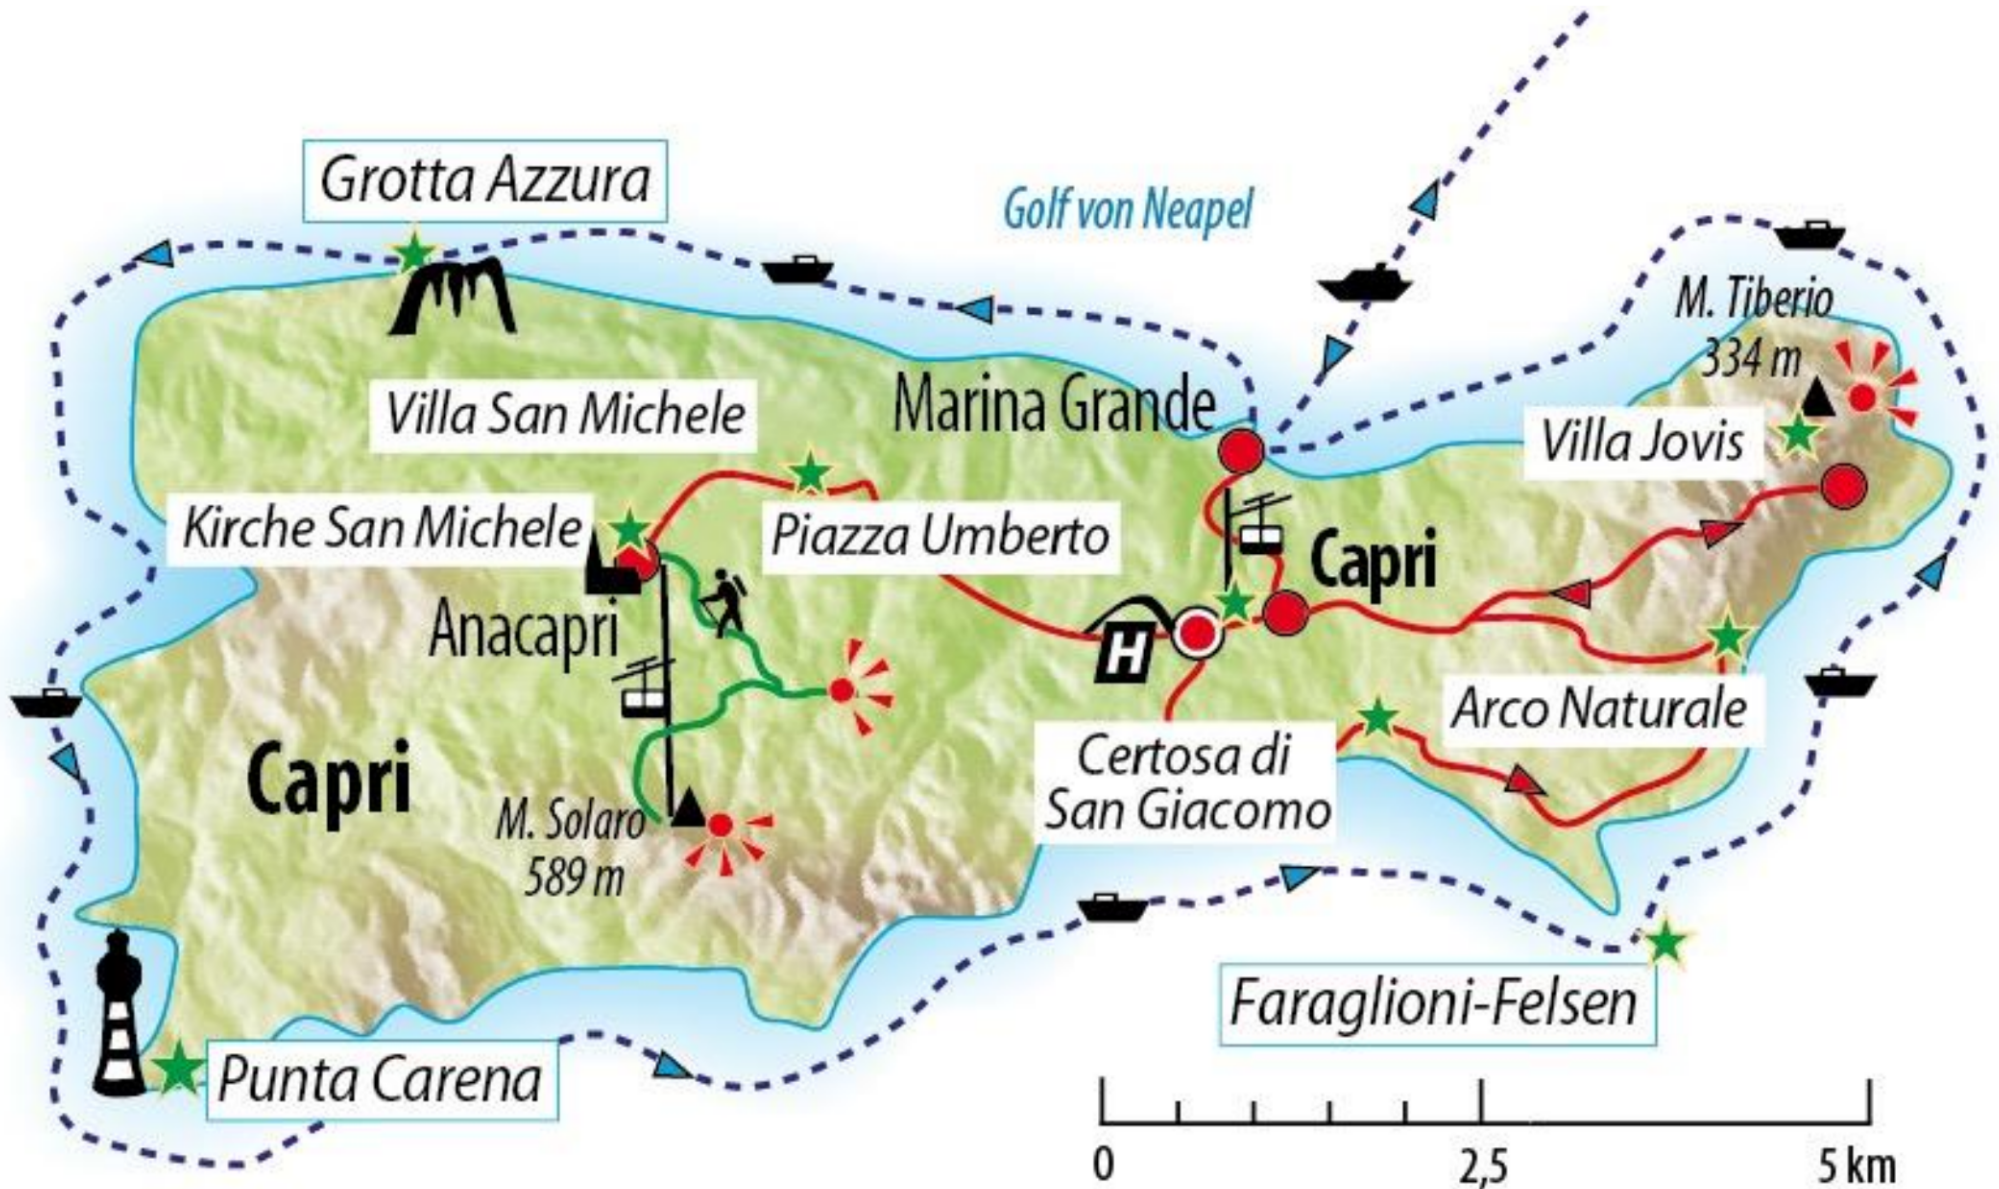 Grotta Azzura
Golf von Neapel
M. Tiberio
334 m
Villa San Michele
Marina Grande
Villa Jovis
Kirche San Michele
Piazza Umberto
Capri
Anacapri
H
Arco Naturale
Capri
Certosa di
San Giacomo
M. Solaro
589 m
Faraglioni-Felsen
Punta Carena
0 2,5 5 km